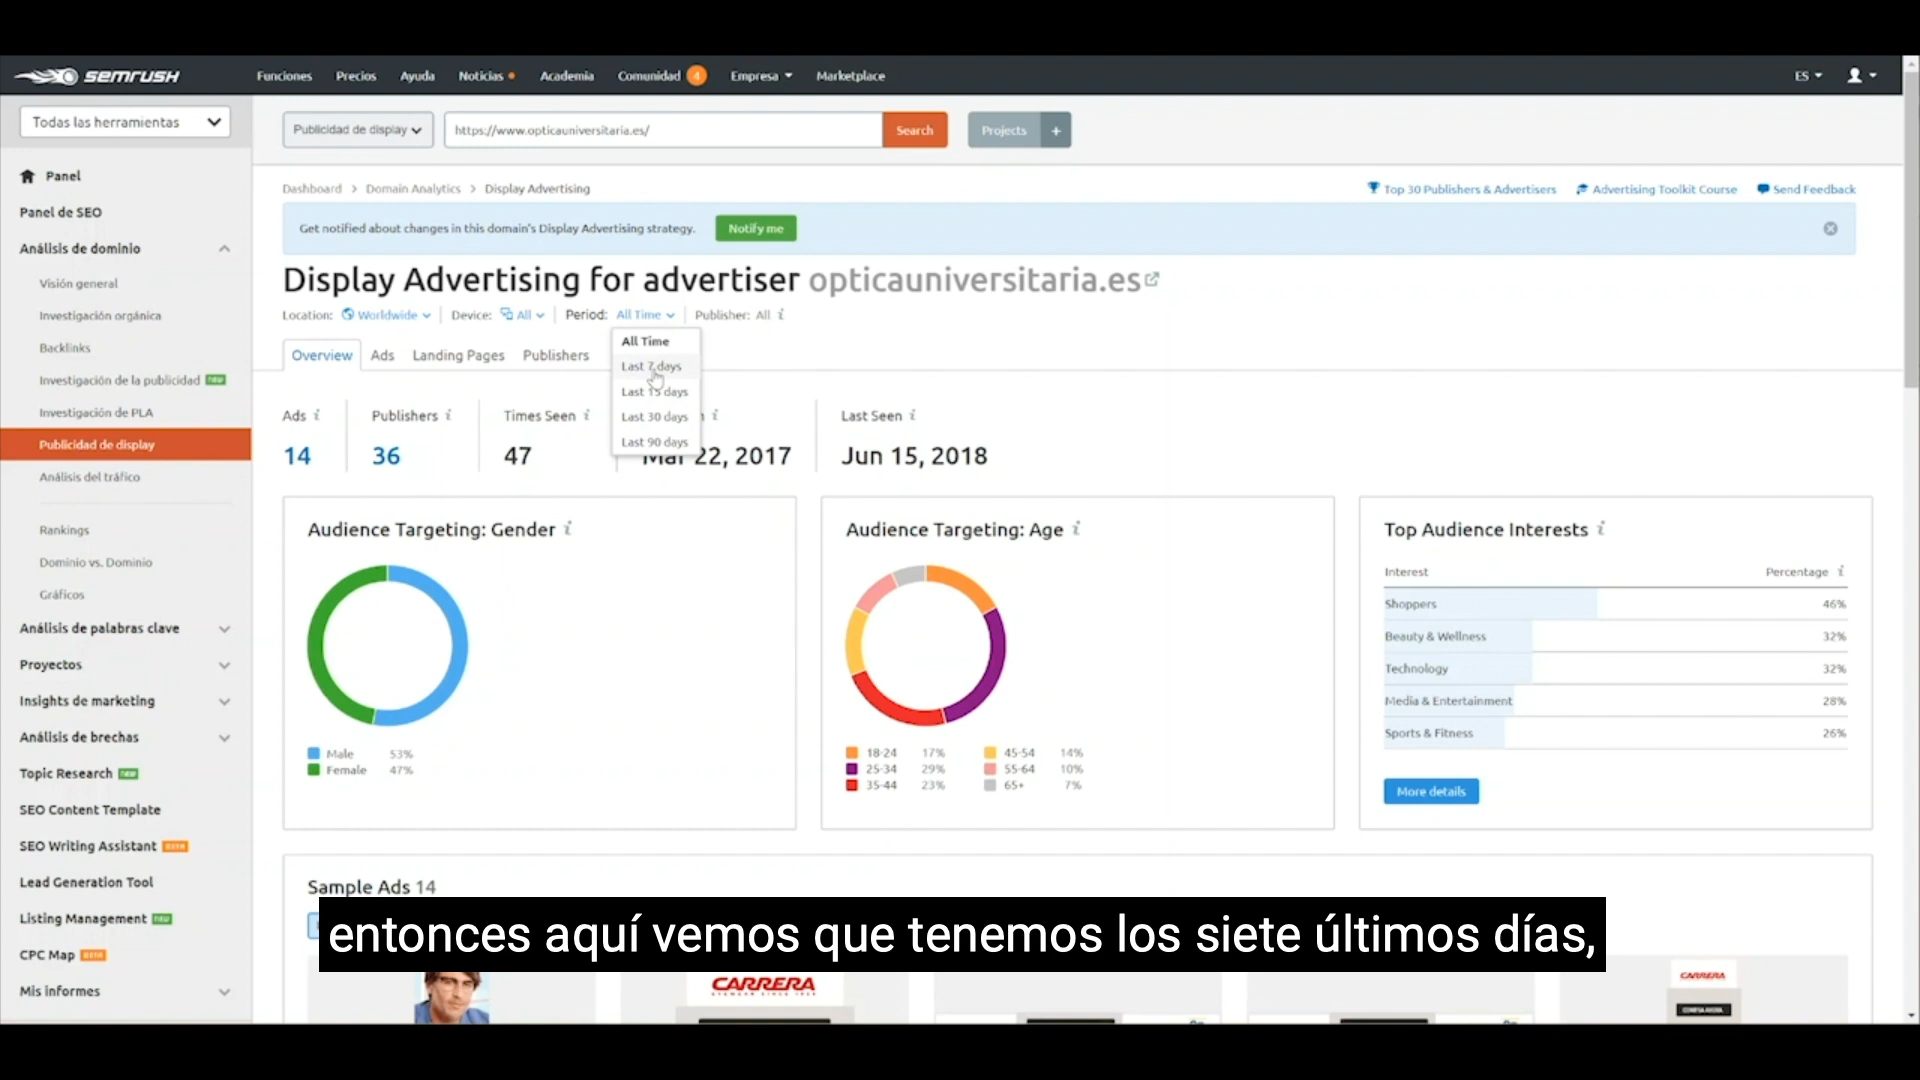 semrush
Funciones Precios Ayuda Noticias Academia Comunidad 4 Empresa Marketplace ES
Todas las herramientas
Publicidad de display https://www.opticauniversitaria.es/ Search Projects +
Panel
Panel de SEO
Análisis de dominio
Visión general
Investigación orgánica
Backlinks
Investigación de la publicidad new
Investigación de PLA
Publicidad de display
Análisis del tráfico
Rankings
Dominio vs. Dominio
Gráficos
Análisis de palabras clave
Proyectos
Insights de marketing
Análisis de brechas
Topic Research new
SEO Content Template
SEO Writing Assistant BETA
Lead Generation Tool
Listing Management new
CPC Map BETA
Mis informes
Dashboard > Domain Analytics > Display Advertising
Top 30 Publishers & Advertisers Advertising Toolkit Course Send Feedback
Get notified about changes in this domain's Display Advertising strategy. Notify me
Display Advertising for advertiser opticauniversitaria.es
Location: Worldwide Device: All Period: All Time Publisher: All i
All Time
Last 7 days
Last 15 days
Last 30 days
Last 90 days
Overview Ads Landing Pages Publishers
Ads i Publishers i Times Seen i i Last Seen i
14 36 47 Mar 22, 2017 Jun 15, 2018
Audience Targeting: Gender i
Male 53%
Female 47%
Audience Targeting: Age i
18-24 17% 45-54 14%
25-34 29% 55-64 10%
35-44 23% 65+ 7%
Top Audience Interests i
Interest Percentage i
Shoppers 46%
Beauty & Wellness 32%
Technology 32%
Media & Entertainment 28%
Sports & Fitness 26%
More details
Sample Ads 14
entonces aquí vemos que tenemos los siete últimos días,
CARRERA
EYEWEAR SINCE 1956
CARRERA